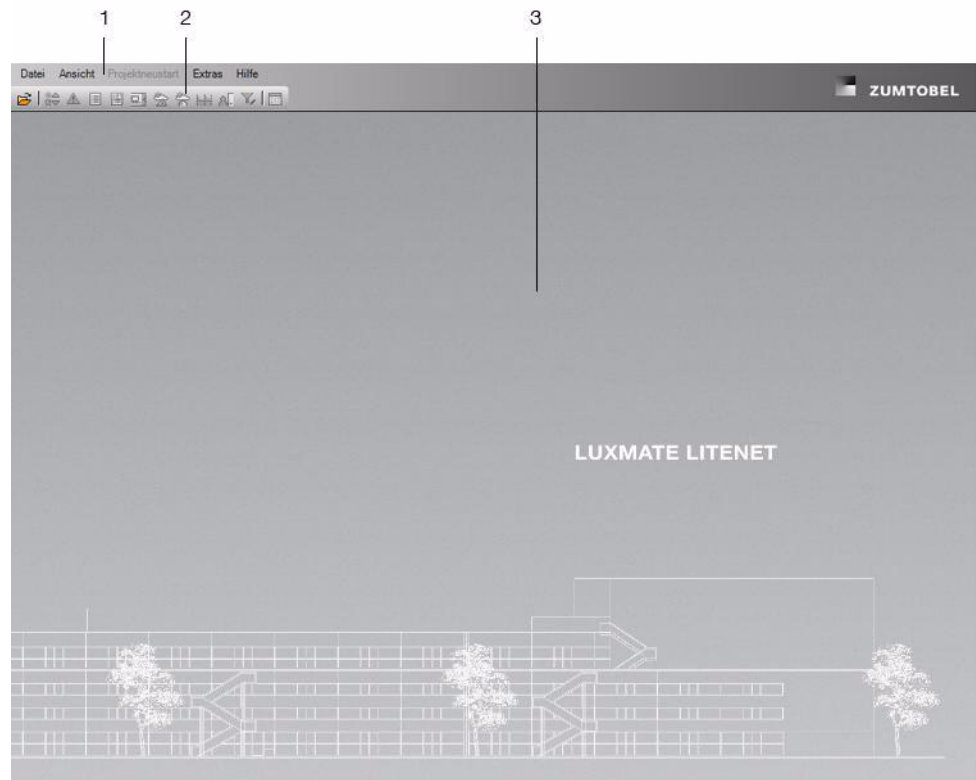 1 2 3
Datei Ansicht Projektneustart Extras Hilfe
ZUMTOBEL
LUXMATE LITENET